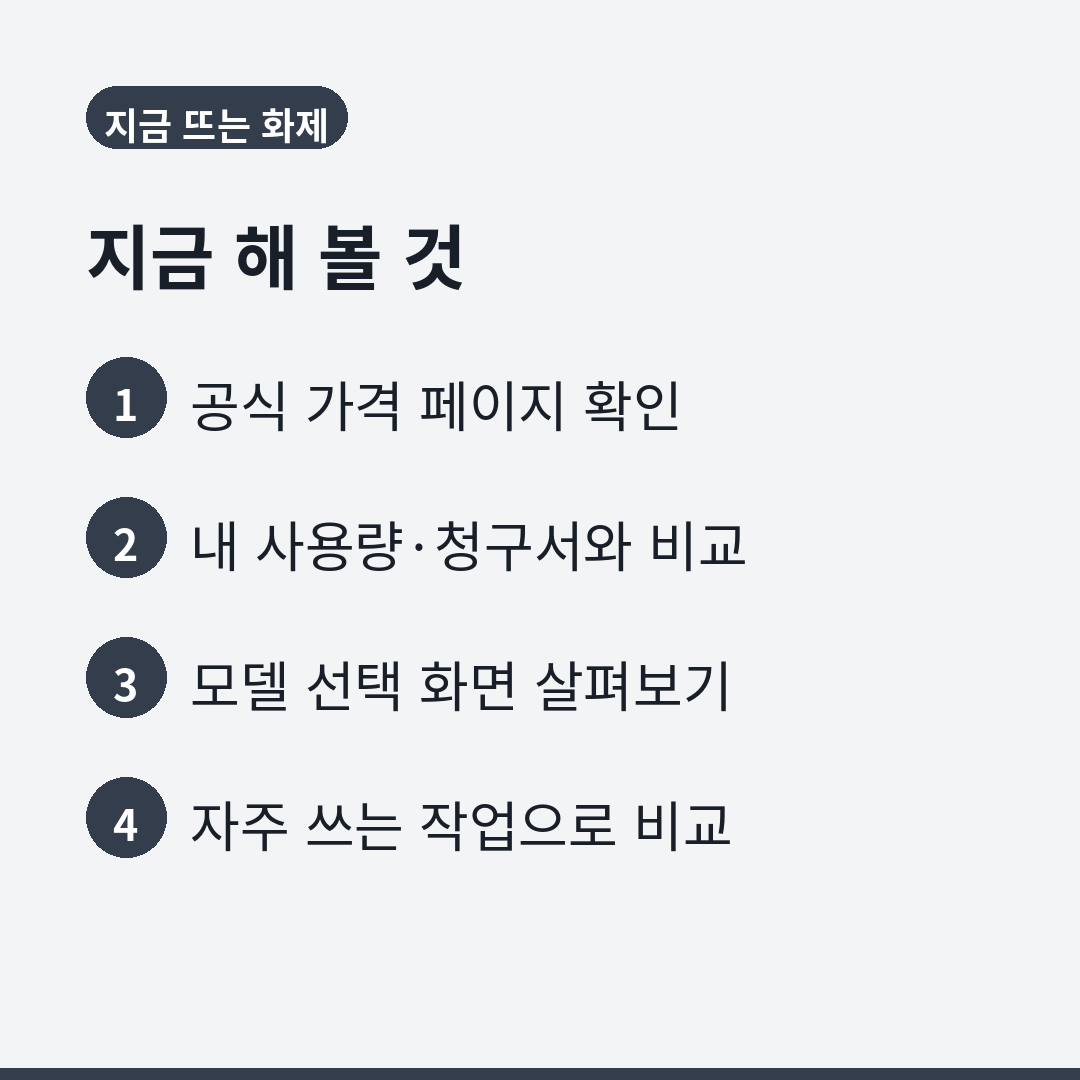 지금 뜨는 화제
지금 해 볼 것
1 공식 가격 페이지 확인
2 내 사용량·청구서와 비교
3 모델 선택 화면 살펴보기
4 자주 쓰는 작업으로 비교